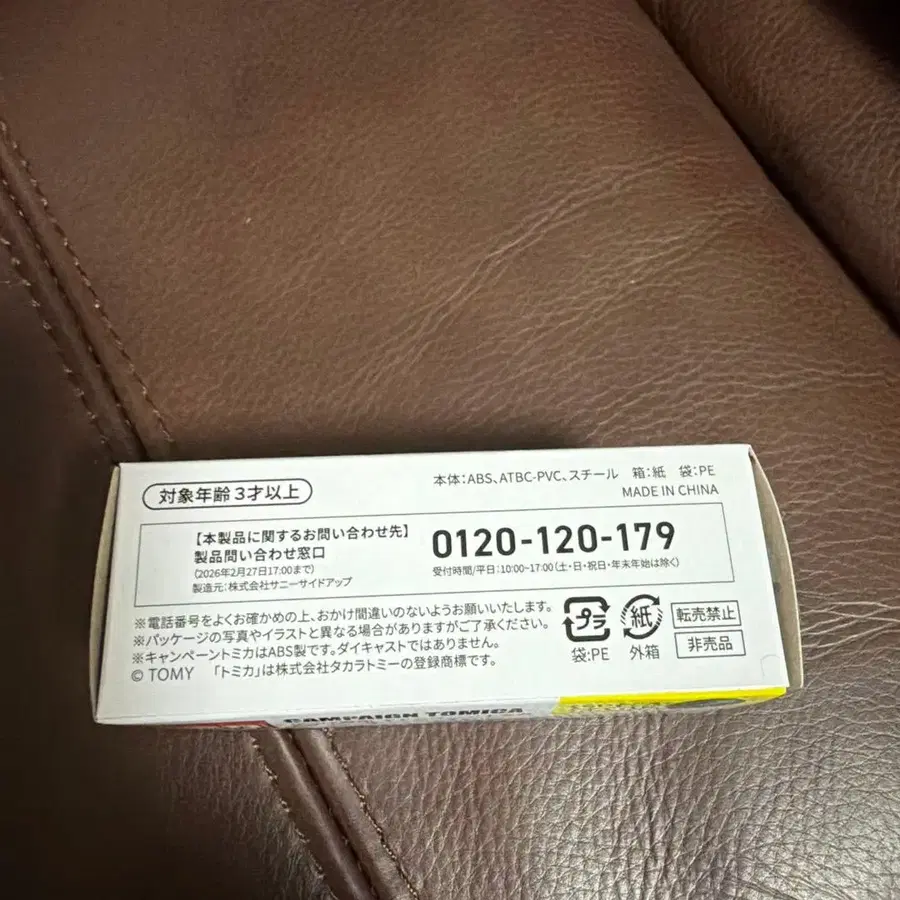 対象年齢 3才以上
本体:ABS、ATBC-PVC、スチール 箱:紙 袋:PE
MADE IN CHINA
【本製品に関するお問い合わせ先】
製品問い合わせ窓口
(2026年2月27日17:00まで)
製造元:株式会社サニーサイドアップ
0120-120-179
受付時間/平日:10:00~17:00(土・日・祝日・年末年始は除く)
※電話番号をよくお確かめの上、おかけ間違いのないようお願いいたします。
※パッケージの写真やイラストと異なる場合がありますがご了承ください。
※キャンペーントミカはABS製です。ダイキャストではありません。
© TOMY 「トミカ」は株式会社タカラトミーの登録商標です。
プラ
袋:PE
紙
外箱
転売禁止
非売品
CAMPAIGN TOMICA